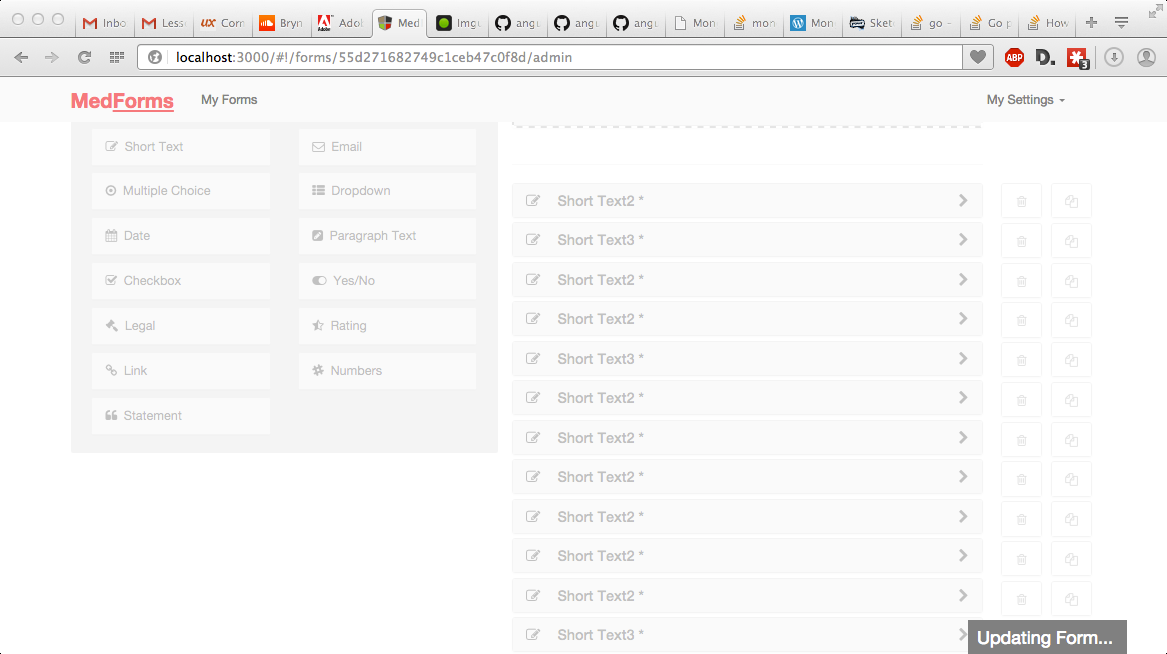 Inbo
Less
ux Corr
Bryn
Adobe Adol
Med
Imgu
angu
angu
angu
Mon
mon
Mon
Sket
go -
Go p
How
localhost:3000/#!/forms/55d271682749c1ceb47c0f8d/admin
ABP
D.
3
MedForms
My Forms
My Settings
Short Text
Email
Multiple Choice
Dropdown
Date
Paragraph Text
Checkbox
Yes/No
Legal
Rating
Link
Numbers
Statement
Short Text2 *
Short Text3 *
Short Text2 *
Short Text2 *
Short Text3 *
Short Text2 *
Short Text2 *
Short Text2 *
Short Text2 *
Short Text2 *
Short Text2 *
Short Text3 *
Updating Form...